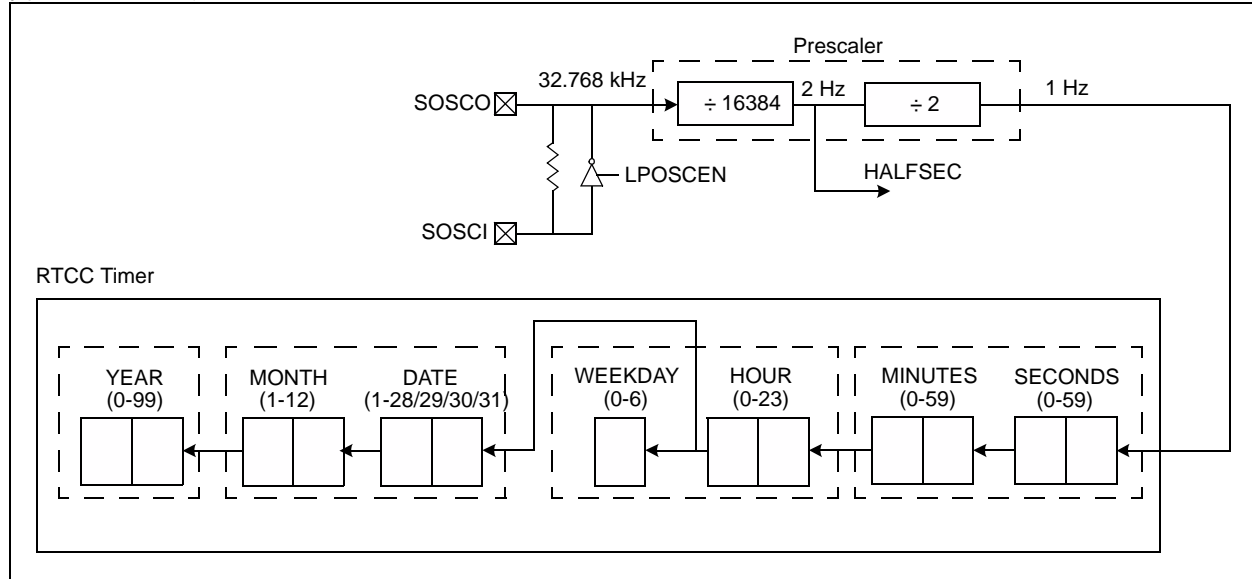 Prescaler
32.768 kHz
÷ 16384
2 Hz
÷ 2
1 Hz
SOSCO
LPOSCEN
HALFSEC
SOSCI
RTCC Timer
YEAR
(0-99)
MONTH
(1-12)
DATE
(1-28/29/30/31)
WEEKDAY
(0-6)
HOUR
(0-23)
MINUTES
(0-59)
SECONDS
(0-59)